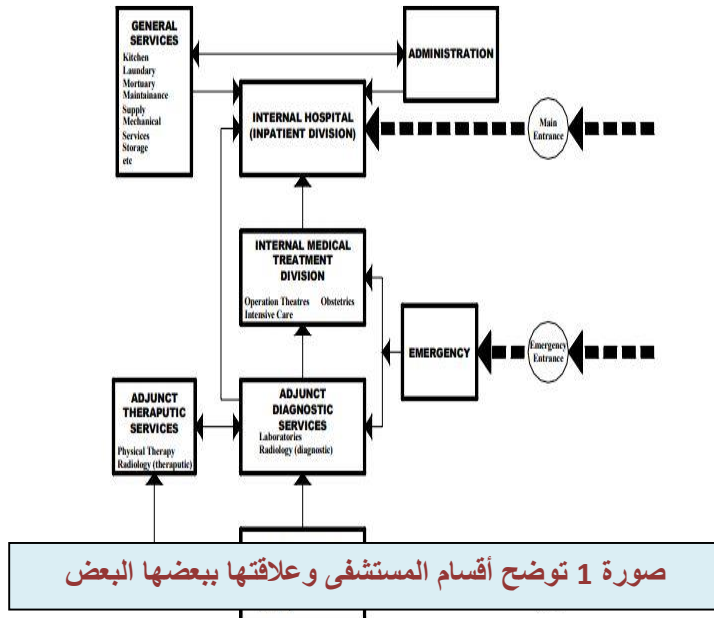 GENERAL
SERVICES
Kitchen
Laundary
Mortuary
Maintainance
Supply
Mechanical
Services
Storage
etc
ADMINISTRATION
INTERNAL HOSPITAL
(INPATIENT DIVISION)
Main
Entrance
INTERNAL MEDICAL
TREATMENT
DIVISION
Operation Theatres Obstetrics
Intensive Care
EMERGENCY
Emergency
Entrance
ADJUNCT
THERAPUTIC
SERVICES
Physical Therapy
Radiology (theraputic)
ADJUNCT
DIAGNOSTIC
SERVICES
Laboratories
Radiology (diagnostic)
صورة 1 توضح أقسام المستشفى وعلاقتها ببعضها البعض